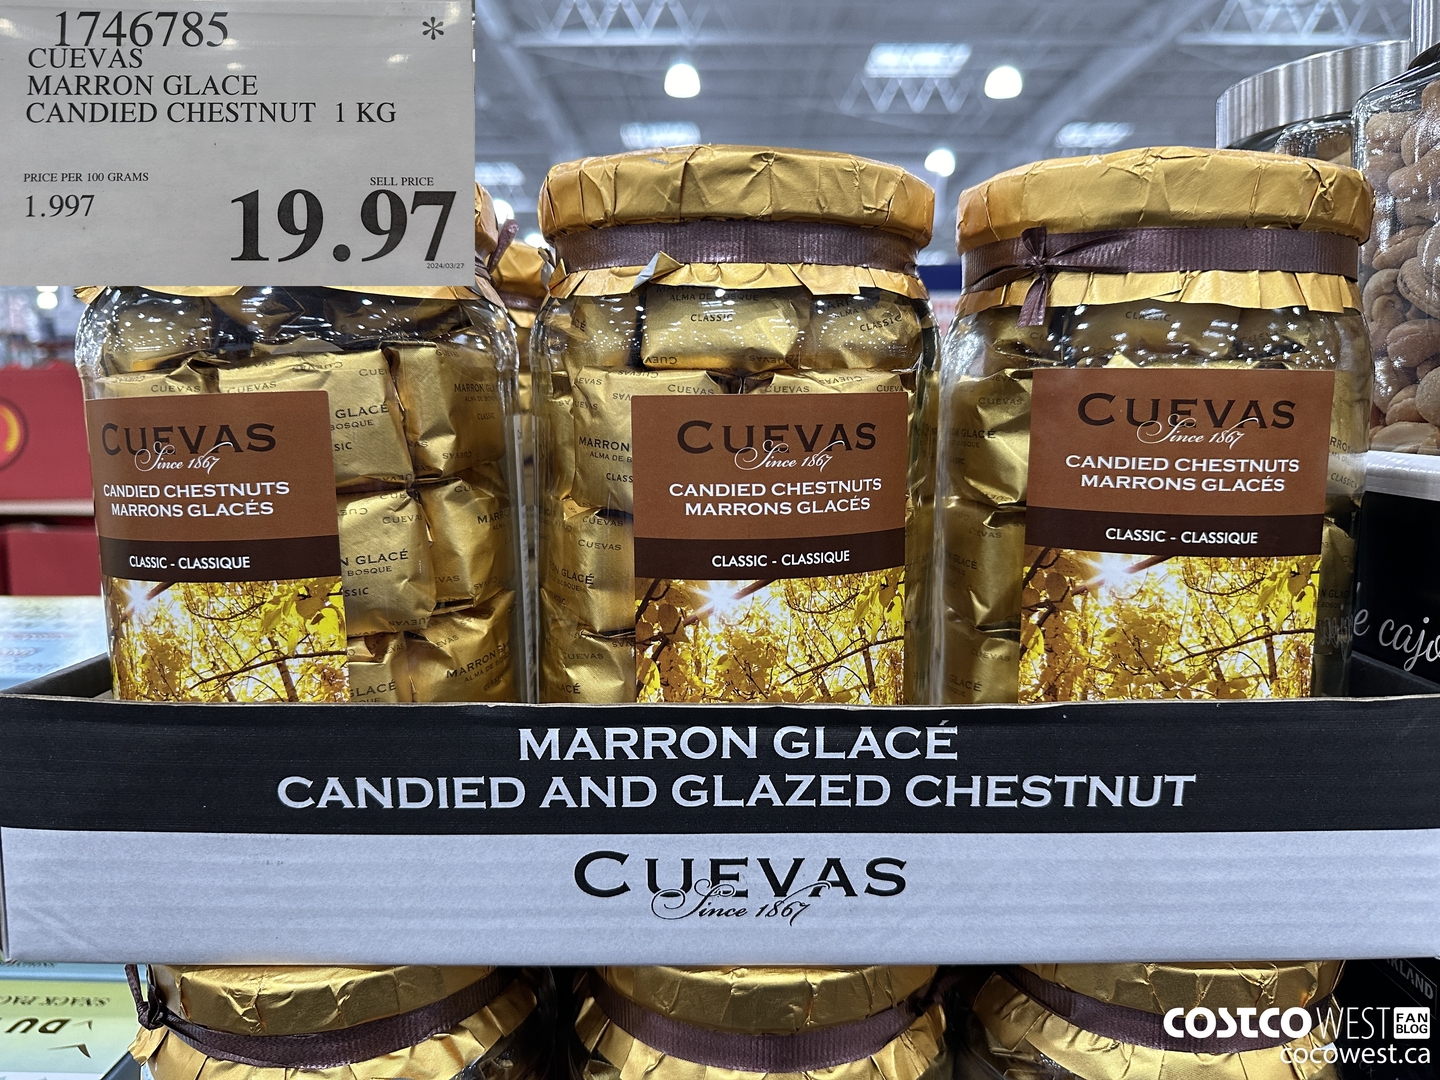 1746785 *
CUEVAS
MARRON GLACE
CANDIED CHESTNUT 1 KG
PRICE PER 100 GRAMS
1.997
SELL PRICE
19.97
2024/03/27
CUEVAS
Since 1867
CANDIED CHESTNUTS
MARRONS GLACÉS
CLASSIC - CLASSIQUE
CUEVAS
Since 1867
CANDIED CHESTNUTS
MARRONS GLACÉS
CLASSIC - CLASSIQUE
CUEVAS
Since 1867
CANDIED CHESTNUTS
MARRONS GLACÉS
CLASSIC - CLASSIQUE
MARRON GLACÉ
CANDIED AND GLAZED CHESTNUT
CUEVAS
Since 1867
COSTCO WEST FAN BLOG
cocowest.ca